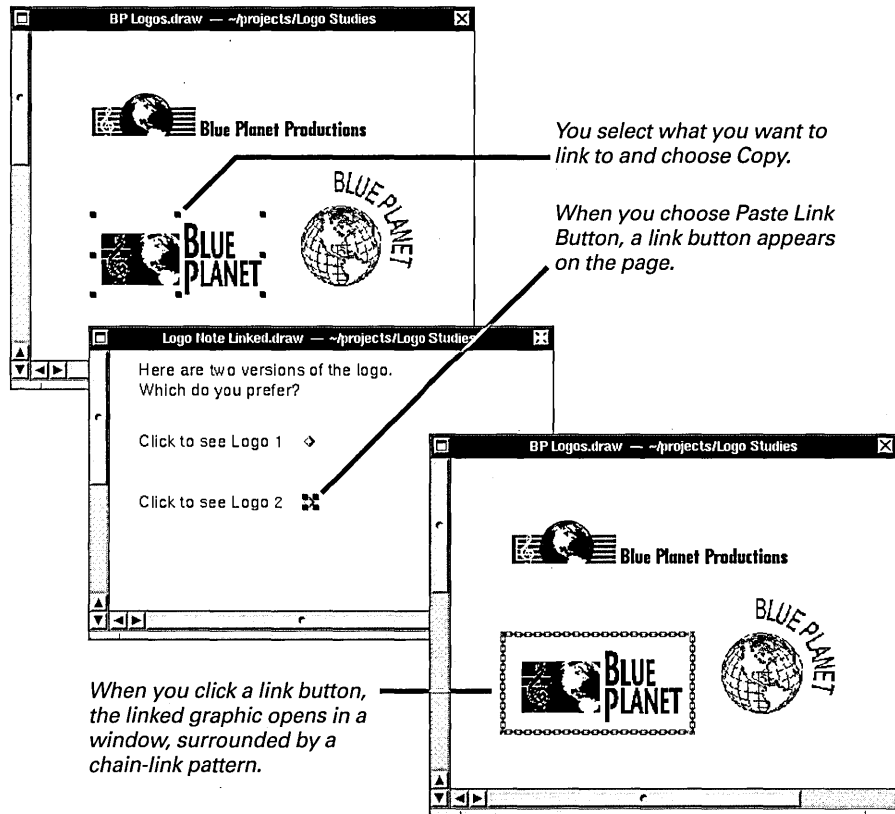 BP Logos.draw — ~/projects/Logo Studies
Blue Planet Productions
BLUE PLANET
BLUE
PLANET
You select what you want to
link to and choose Copy.
When you choose Paste Link
Button, a link button appears
on the page.
Logo Note Linked.draw — ~/projects/Logo Studies
Here are two versions of the logo.
Which do you prefer?
Click to see Logo 1
Click to see Logo 2
BP Logos.draw — ~/projects/Logo Studies
Blue Planet Productions
BLUE PLANET
BLUE
PLANET
When you click a link button,
the linked graphic opens in a
window, surrounded by a
chain-link pattern.